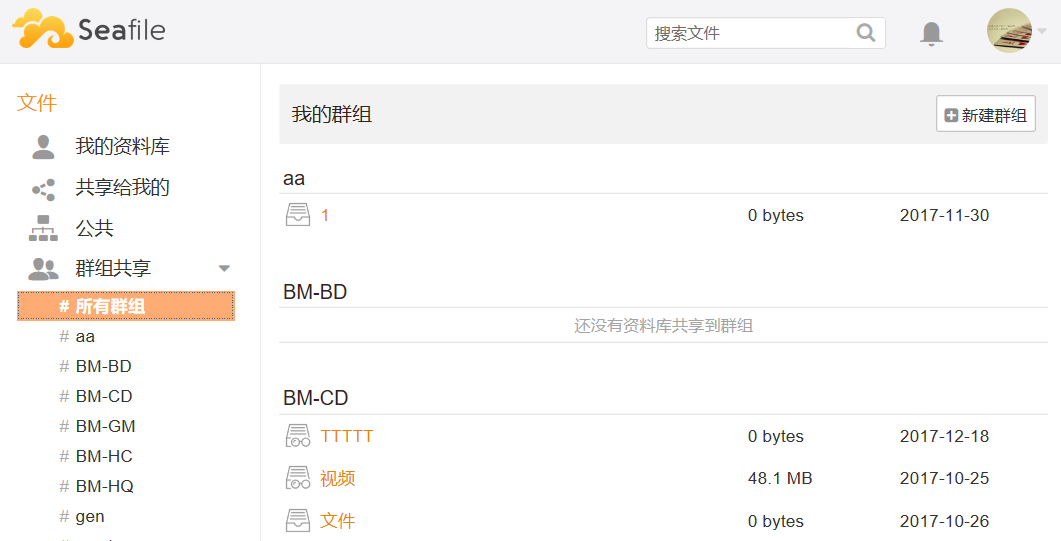 Seafile
搜索文件
文件
我的资料库
共享给我的
公共
群组共享
# 所有群组
# aa
# BM-BD
# BM-CD
# BM-GM
# BM-HC
# BM-HQ
# gen
我的群组
新建群组
aa
1 0 bytes 2017-11-30
BM-BD
还没有资料库共享到群组
BM-CD
TTTTT 0 bytes 2017-12-18
视频 48.1 MB 2017-10-25
文件 0 bytes 2017-10-26